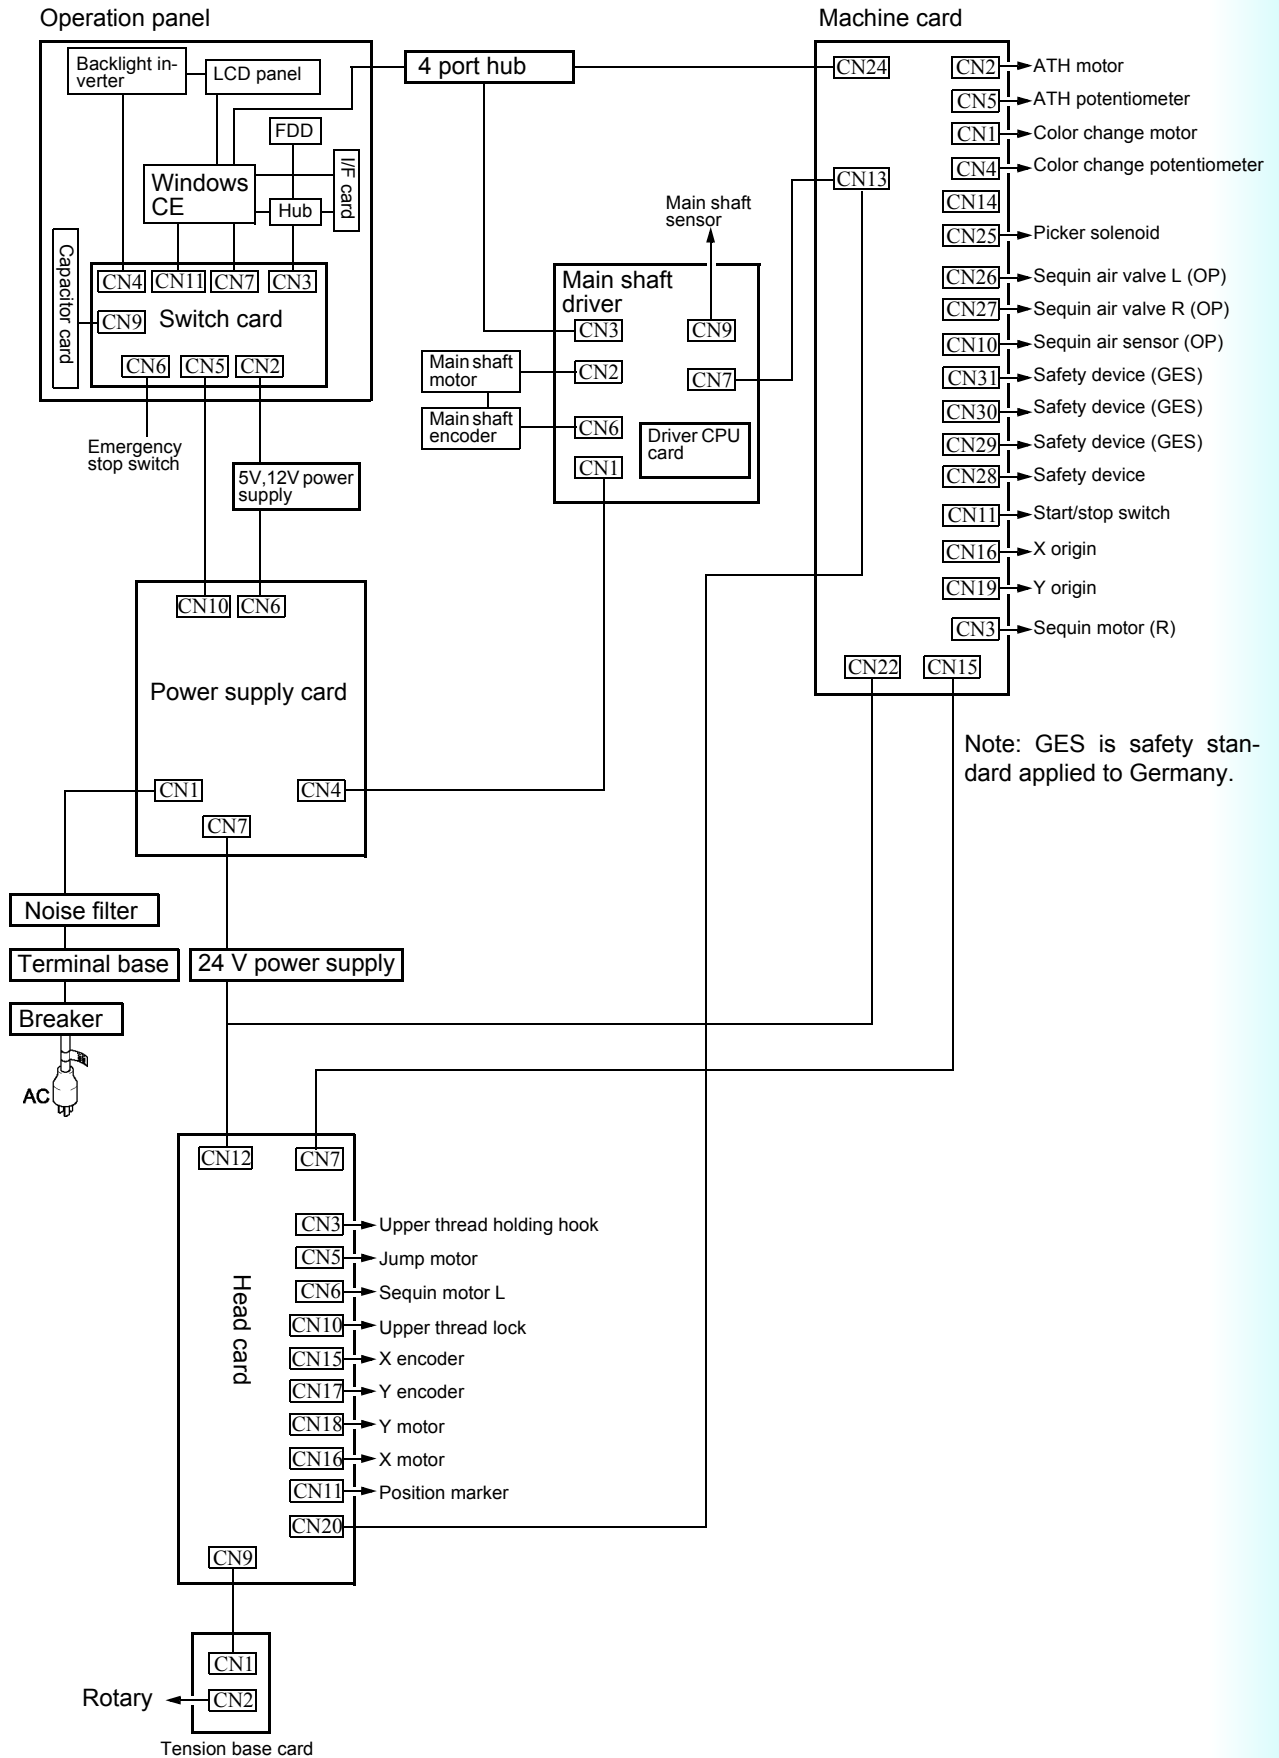 Operation panel
Machine card
Backlight in-
verter
LCD panel
4 port hub
FDD
I/F card
Windows
CE
Hub
Capacitor card
CN4
CN11
CN7
CN3
CN9
Switch card
CN6
CN5
CN2
Emergency
stop switch
5V,12V power
supply
Main shaft
sensor
Main shaft
driver
CN3
CN9
Main shaft
motor
CN2
CN7
Main shaft
encoder
CN6
Driver CPU
card
CN1
CN24
CN2
ATH motor
CN5
ATH potentiometer
CN1
Color change motor
CN13
CN4
Color change potentiometer
CN14
CN25
Picker solenoid
CN26
Sequin air valve L (OP)
CN27
Sequin air valve R (OP)
CN10
Sequin air sensor (OP)
CN31
Safety device (GES)
CN30
Safety device (GES)
CN29
Safety device (GES)
CN28
Safety device
CN11
Start/stop switch
CN16
X origin
CN19
Y origin
CN3
Sequin motor (R)
CN22
CN15
Note: GES is safety stan-
dard applied to Germany.
CN10
CN6
Power supply card
CN1
CN4
CN7
Noise filter
Terminal base
24 V power supply
Breaker
AC
CN12
CN7
CN3
Upper thread holding hook
CN5
Jump motor
CN6
Sequin motor L
Head card
CN10
Upper thread lock
CN15
X encoder
CN17
Y encoder
CN18
Y motor
CN16
X motor
CN11
Position marker
CN20
CN9
CN1
Rotary
CN2
Tension base card